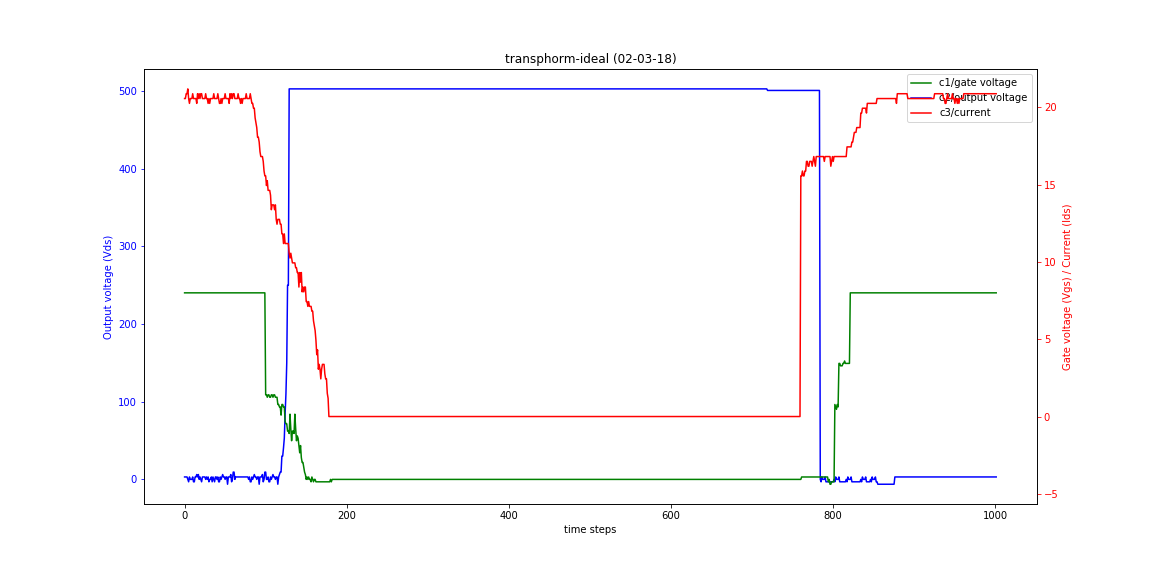 transphorm-ideal (02-03-18)
c1/gate voltage
c2/output voltage
c3/current
500
400
300
200
100
0
Output voltage (Vds)
20
15
10
5
0
−5
Gate voltage (Vgs) / Current (Ids)
0 200 400 600 800 1000
time steps